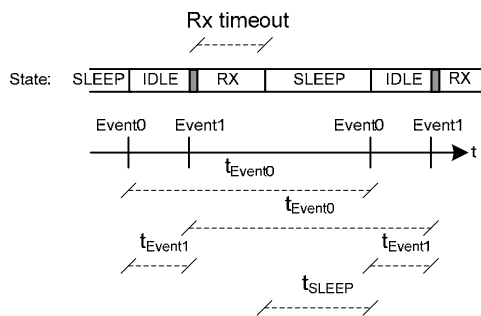 Rx timeout
State: SLEEP IDLE RX SLEEP IDLE RX
Event0 Event1 Event0 Event1
t
tEvent0
tEvent0
tEvent1 tEvent1
tSLEEP